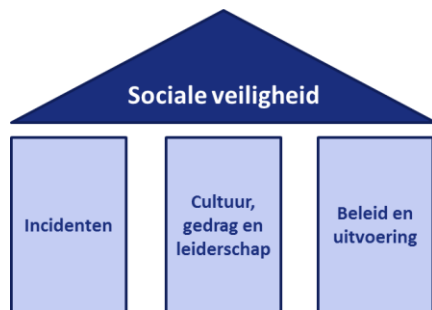 Sociale veiligheid
Incidenten
Cultuur,
gedrag en
leiderschap
Beleid en
uitvoering